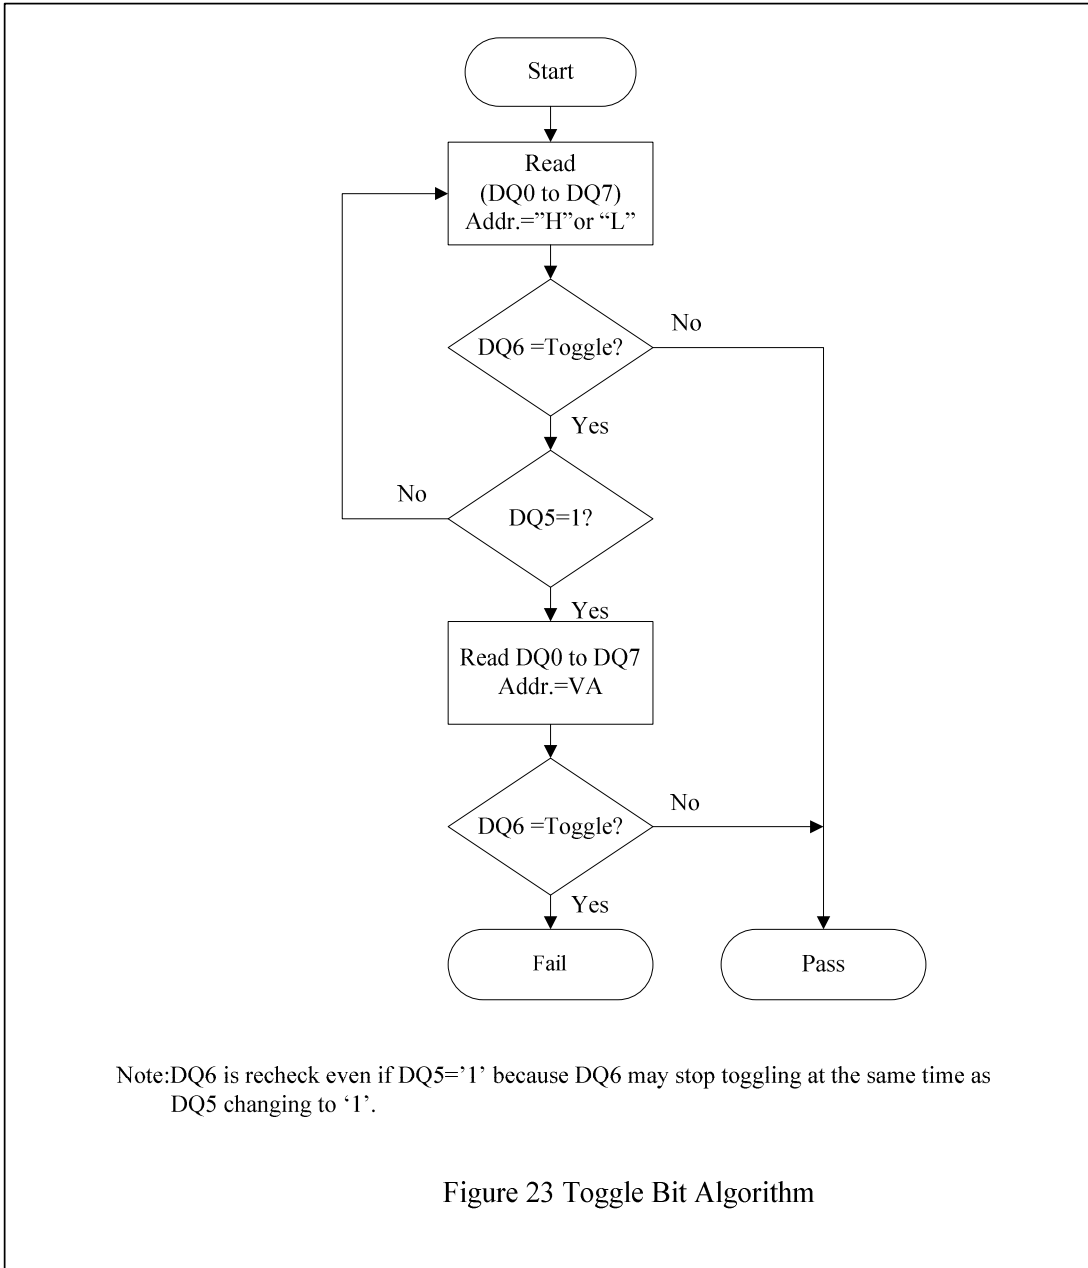 Start
Read
(DQ0 to DQ7)
Addr.=”H”or “L”
No
DQ6 =Toggle?
Yes
No
DQ5=1?
Yes
Read DQ0 to DQ7
Addr.=VA
No
DQ6 =Toggle?
Yes
Fail
Pass
Note:DQ6 is recheck even if DQ5=’1’ because DQ6 may stop toggling at the same time as
DQ5 changing to ‘1’.
Figure 23 Toggle Bit Algorithm